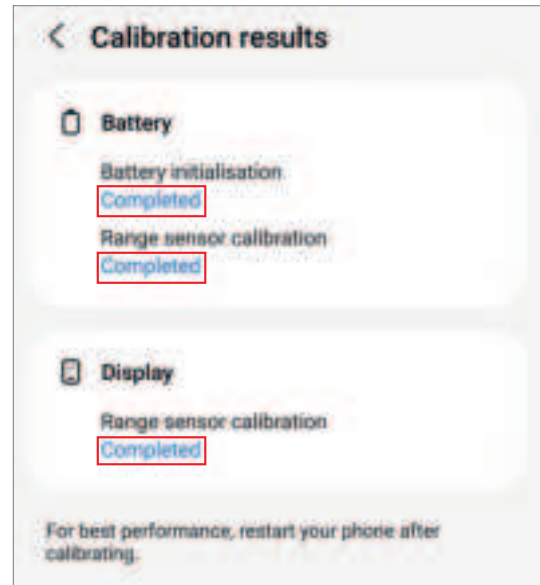 Calibration results
Battery
Battery initialisation
Completed
Range sensor calibration
Completed
Display
Range sensor calibration
Completed
For best performance, restart your phone after
calibrating.